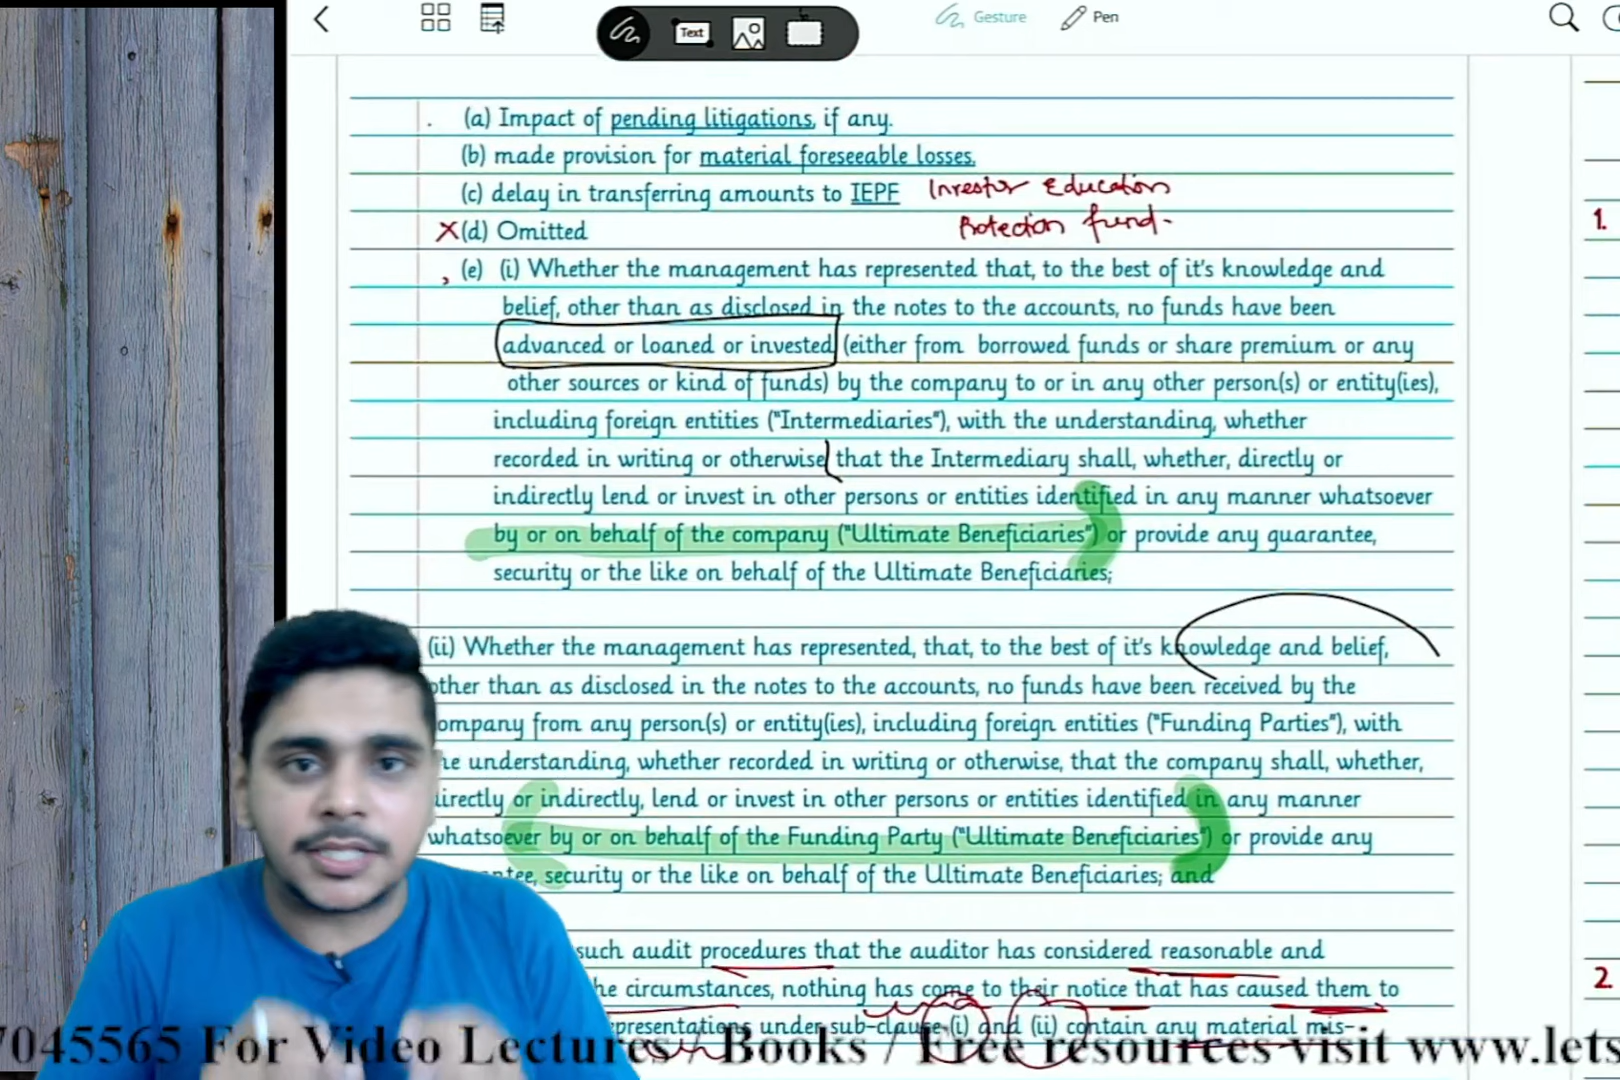 Text
Gesture
Pen
(a) Impact of pending litigations, if any.
(b) made provision for material foreseeable losses.
(c) delay in transferring amounts to IEPF Investor Education
X(d) Omitted Protection fund.
(e) (i) Whether the management has represented that, to the best of it's knowledge and
belief, other than as disclosed in the notes to the accounts, no funds have been
advanced or loaned or invested (either from borrowed funds or share premium or any
other sources or kind of funds) by the company to or in any other person(s) or entity(ies),
including foreign entities ("Intermediaries"), with the understanding, whether
recorded in writing or otherwise, that the Intermediary shall, whether, directly or
indirectly lend or invest in other persons or entities identified in any manner whatsoever
by or on behalf of the company ("Ultimate Beneficiaries") or provide any guarantee,
security or the like on behalf of the Ultimate Beneficiaries;
(ii) Whether the management has represented, that, to the best of it's knowledge and belief,
other than as disclosed in the notes to the accounts, no funds have been received by the
company from any person(s) or entity(ies), including foreign entities ("Funding Parties"), with
he understanding, whether recorded in writing or otherwise, that the company shall, whether,
directly or indirectly, lend or invest in other persons or entities identified in any manner
whatsoever by or on behalf of the Funding Party ("Ultimate Beneficiaries") or provide any
ntee, security or the like on behalf of the Ultimate Beneficiaries; and
such audit procedures that the auditor has considered reasonable and
he circumstances, nothing has come to their notice that has caused them to
presentations under sub-clause (i) and (ii) contain any material mis-
7045565 For Video Lectures / Books / Free resources visit www.lets
1.
2.